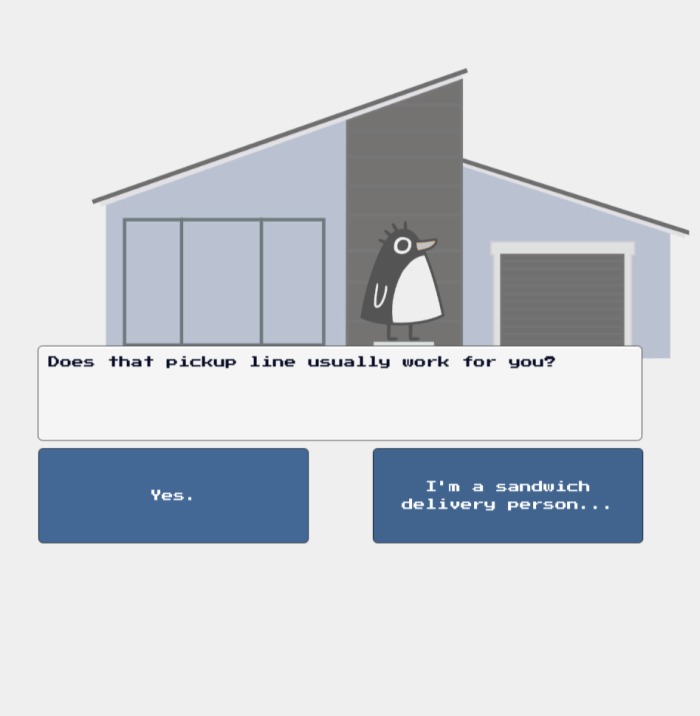 Does that pickup line usually work for you?
Yes.
I'm a sandwich
delivery person...